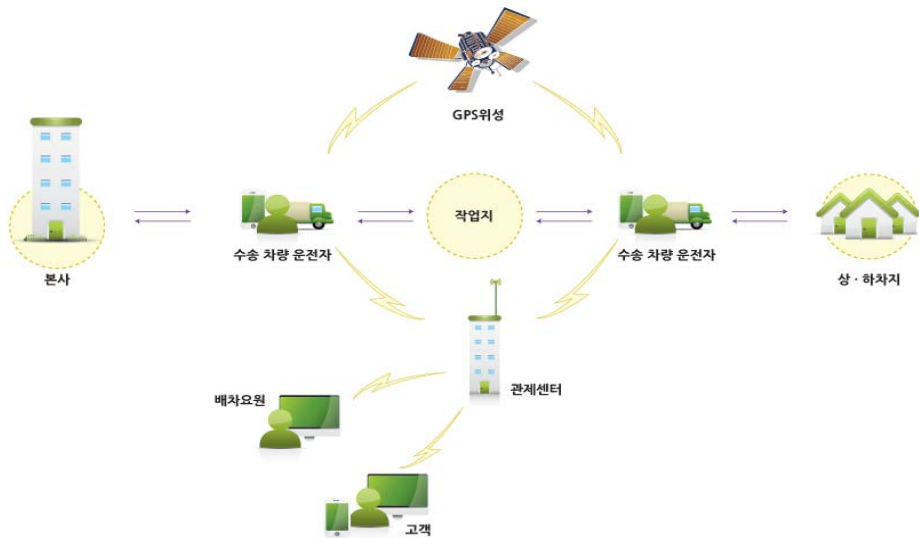 GPS위성
작업지
수송 차량 운전자
수송 차량 운전자
본사
상 · 하차지
관제센터
배차요원
고객